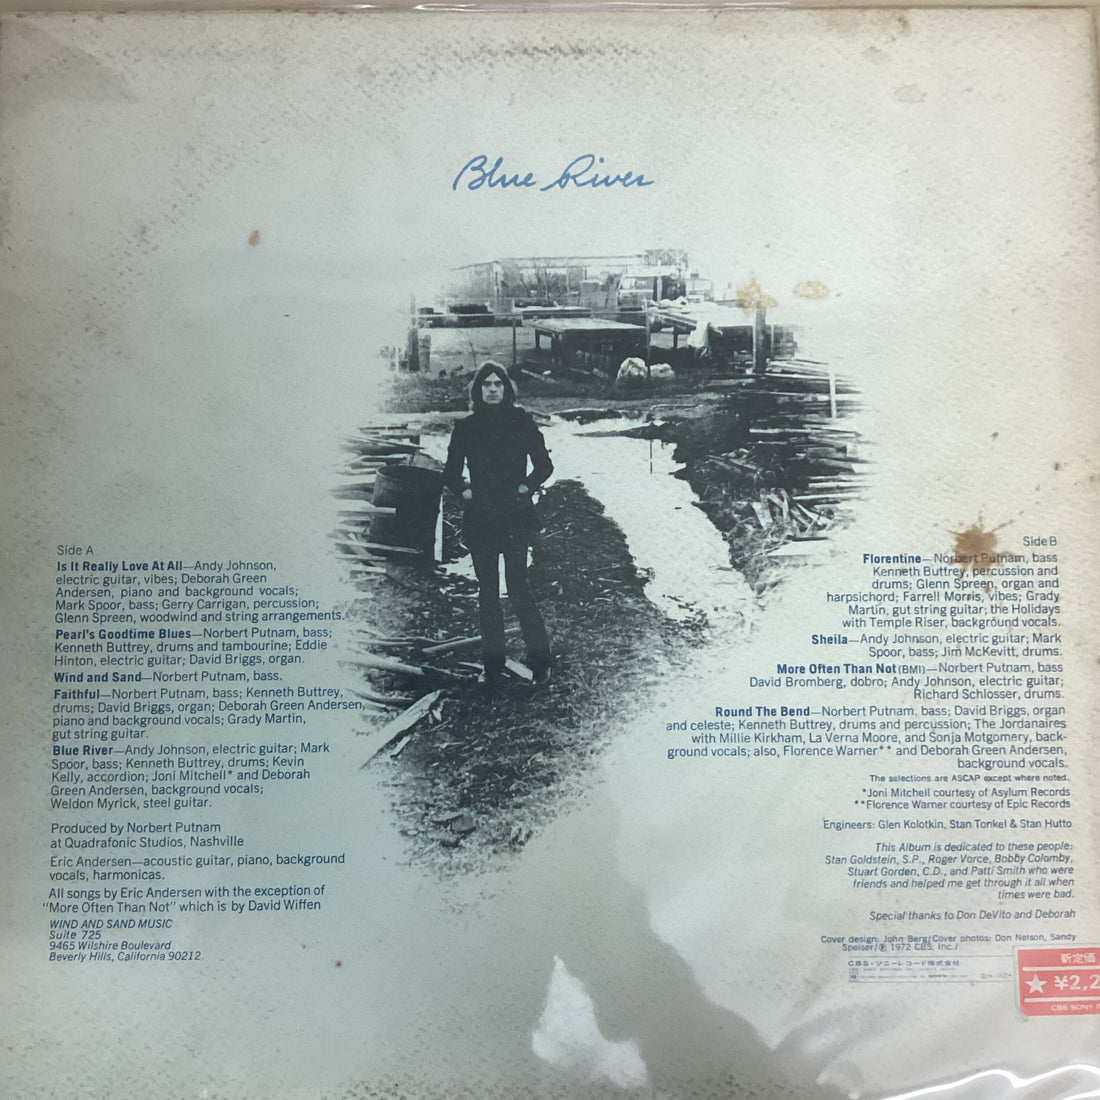 Blue River
Side A
Is It Really Love At All—Andy Johnson,
electric guitar, vibes; Deborah Green
Andersen, piano and background vocals;
Mark Spoor, bass; Gerry Carrigan, percussion;
Glenn Spreen, woodwind and string arrangements.
Pearl's Goodtime Blues—Norbert Putnam, bass;
Kenneth Buttrey, drums and tambourine; Eddie
Hinton, electric guitar; David Briggs, organ.
Wind and Sand—Norbert Putnam, bass.
Faithful—Norbert Putnam, bass; Kenneth Buttrey,
drums; David Briggs, organ; Deborah Green Andersen,
piano and background vocals; Grady Martin,
gut string guitar.
Blue River—Andy Johnson, electric guitar; Mark
Spoor, bass; Kenneth Buttrey, drums; Kevin
Kelly, accordion; Joni Mitchell* and Deborah
Green Andersen, background vocals;
Weldon Myrick, steel guitar.
Produced by Norbert Putnam
at Quadrafonic Studios, Nashville
Eric Andersen—acoustic guitar, piano, background
vocals, harmonicas.
All songs by Eric Andersen with the exception of
"More Often Than Not" which is by David Wiffen
WIND AND SAND MUSIC
Suite 725
9465 Wilshire Boulevard
Beverly Hills, California 90212
Side B
Florentine—Norbert Putnam, bass
Kenneth Buttrey, percussion and
drums; Glenn Spreen, organ and
harpsichord; Farrell Morris, vibes; Grady
Martin, gut string guitar; the Holidays
with Temple Riser, background vocals.
Sheila—Andy Johnson, electric guitar; Mark
Spoor, bass; Jim McKevitt, drums.
More Often Than Not (BMI)—Norbert Putnam, bass
David Bromberg, dobro; Andy Johnson, electric guitar;
Richard Schlosser, drums.
Round The Bend—Norbert Putnam, bass; David Briggs, organ
and celeste; Kenneth Buttrey, drums and percussion; The Jordanaires
with Millie Kirkham, La Verna Moore, and Sonja Motgomery, back-
ground vocals; also, Florence Warner** and Deborah Green Andersen,
background vocals.
The selections are ASCAP except where noted.
*Joni Mitchell courtesy of Asylum Records
**Florence Warner courtesy of Epic Records
Engineers: Glen Kolotkin, Stan Tonkel & Stan Hutto
This Album is dedicated to these people:
Stan Goldstein, S.P., Roger Vorce, Bobby Colomby,
Stuart Gorden, C.D., and Patti Smith who were
friends and helped me get through it all when
times were bad.
Special thanks to Don DeVito and Deborah
Cover design: John Berg/Cover photos: Don Nelson, Sandy
Speiser/℗ 1972 CBS, Inc./
CBS・ソニーレコード株式会社
新定価
★ ¥2,2
CBS SONY